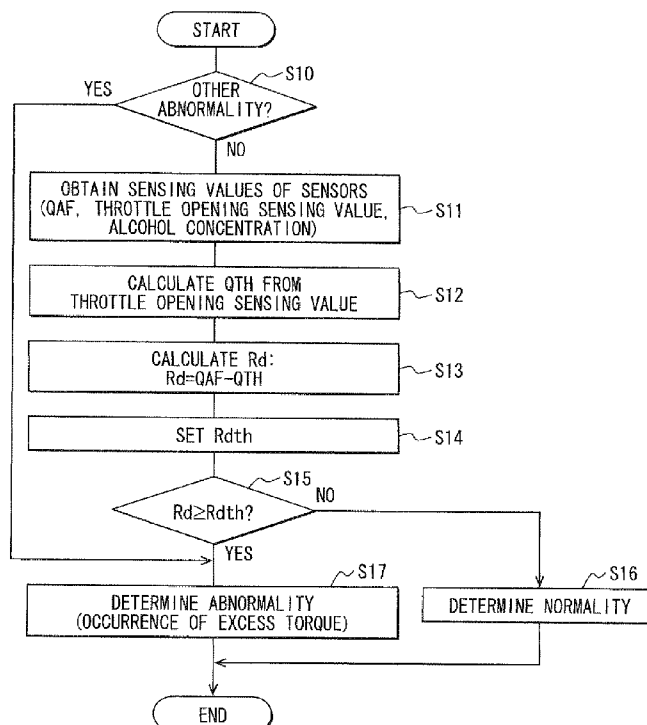 START
S10
YES
OTHER
ABNORMALITY?
NO
OBTAIN SENSING VALUES OF SENSORS
(QAF, THROTTLE OPENING SENSING VALUE,
ALCOHOL CONCENTRATION)
S11
CALCULATE QTH FROM
THROTTLE OPENING SENSING VALUE
S12
CALCULATE Rd:
Rd=QAF-QTH
S13
SET Rdth
S14
S15
Rd≥Rdth?
NO
YES
S17
DETERMINE ABNORMALITY
(OCCURRENCE OF EXCESS TORQUE)
S16
DETERMINE NORMALITY
END